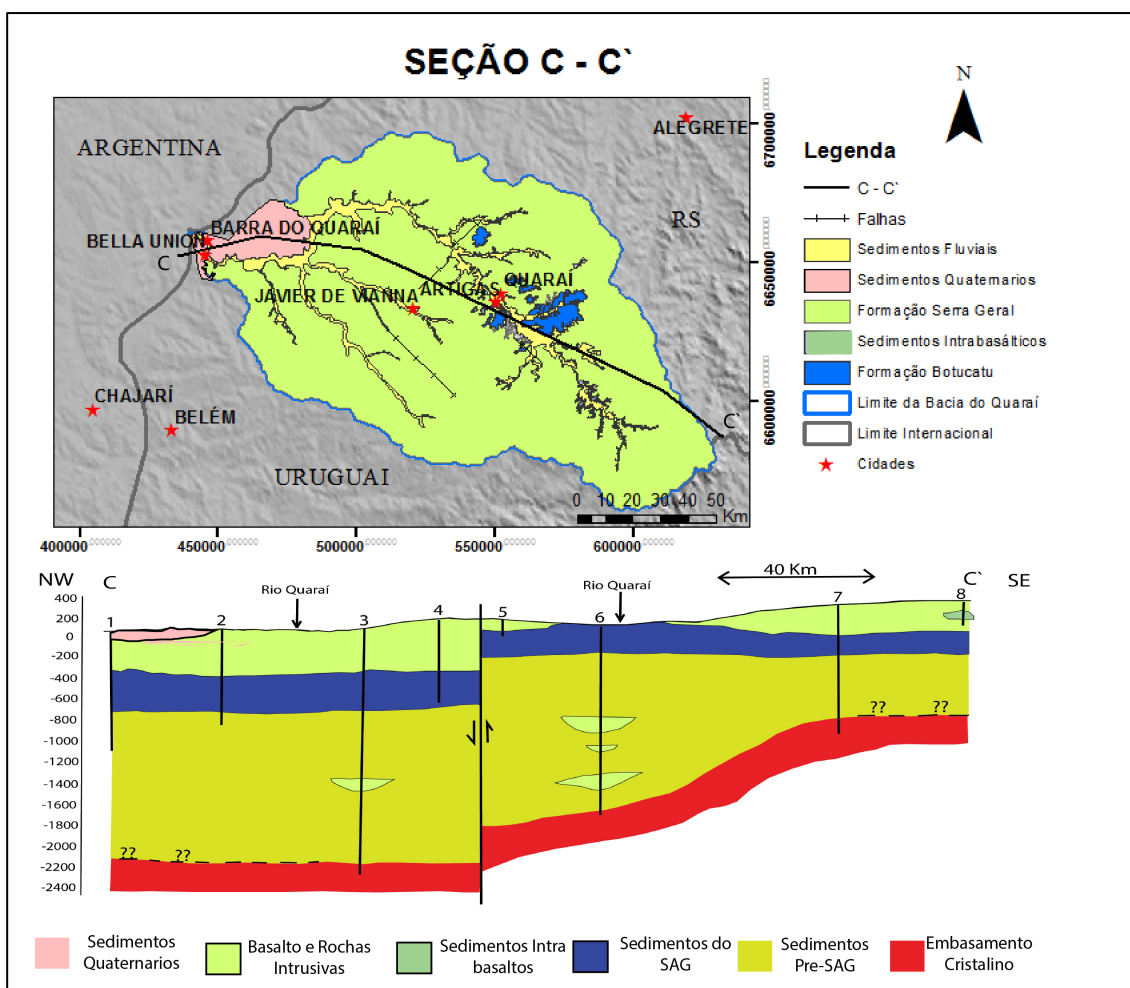 SEÇÃO C - C`
N
ARGENTINA
ALEGRETE
6700000
Legenda
C - C`
RS
Falhas
BARRA DO QUARAÍ
BELLA UNION
Sedimentos Fluviais
C
6650000
QUARAÍ
Sedimentos Quaternarios
JAVIER DE VIANNA
ARTIGAS
Formação Serra Geral
Sedimentos Intrabasálticos
Formação Botucatu
CHAJARÍ
6600000
Limite da Bacia do Quaraí
BELÉM
C`
Limite Internacional
Cidades
URUGUAI
0 10 20 30 40 50
Km
400000
450000
500000
550000
600000
NW
C
Rio Quaraí
Rio Quaraí
40 Km
C`
SE
1
2
3
4
5
6
7
8
400
200
0
-200
-400
-600
-800
-1000
-1200
-1400
-1600
-1800
-2000
-2200
-2400
??
??
??
??
Sedimentos
Quaternarios
Basalto e Rochas
Intrusivas
Sedimentos Intra
basaltos
Sedimentos do
SAG
Sedimentos
Pre-SAG
Embasamento
Cristalino